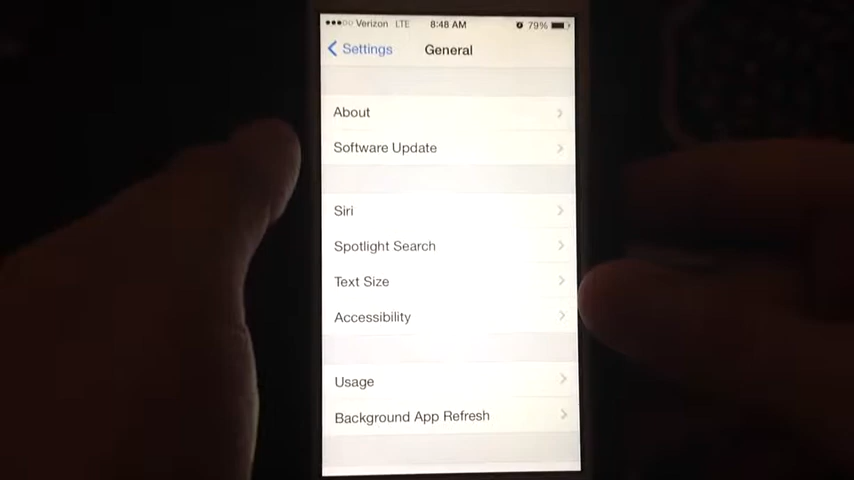 Verizon LTE 8:48 AM 79%
Settings General
About
Software Update
Siri
Spotlight Search
Text Size
Accessibility
Usage
Background App Refresh